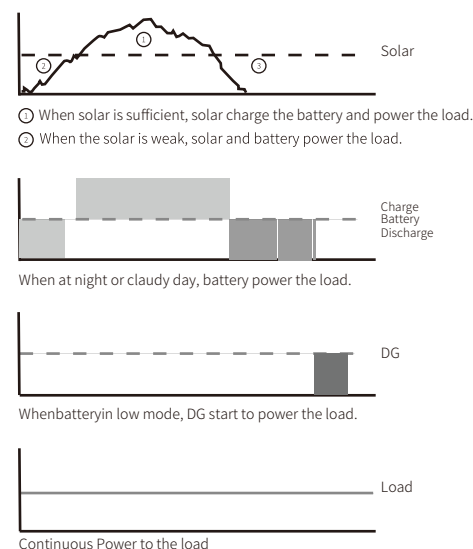 Solar
①
②
③
① When solar is sufficient, solar charge the battery and power the load.
② When the solar is weak, solar and battery power the load.
Charge
Battery
Discharge
When at night or claudy day, battery power the load.
DG
Whenbatteryin low mode, DG start to power the load.
Load
Continuous Power to the load